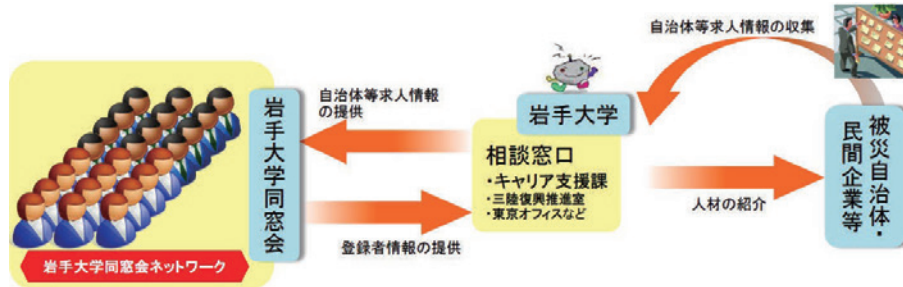 自治体等求人情報の収集
自治体等求人情報
の提供
岩手大学
岩手大学同窓会
相談窓口
・キャリア支援課
・三陸復興推進室
・東京オフィスなど
被災自治体・
民間企業等
人材の紹介
登録者情報の提供
岩手大学同窓会ネットワーク